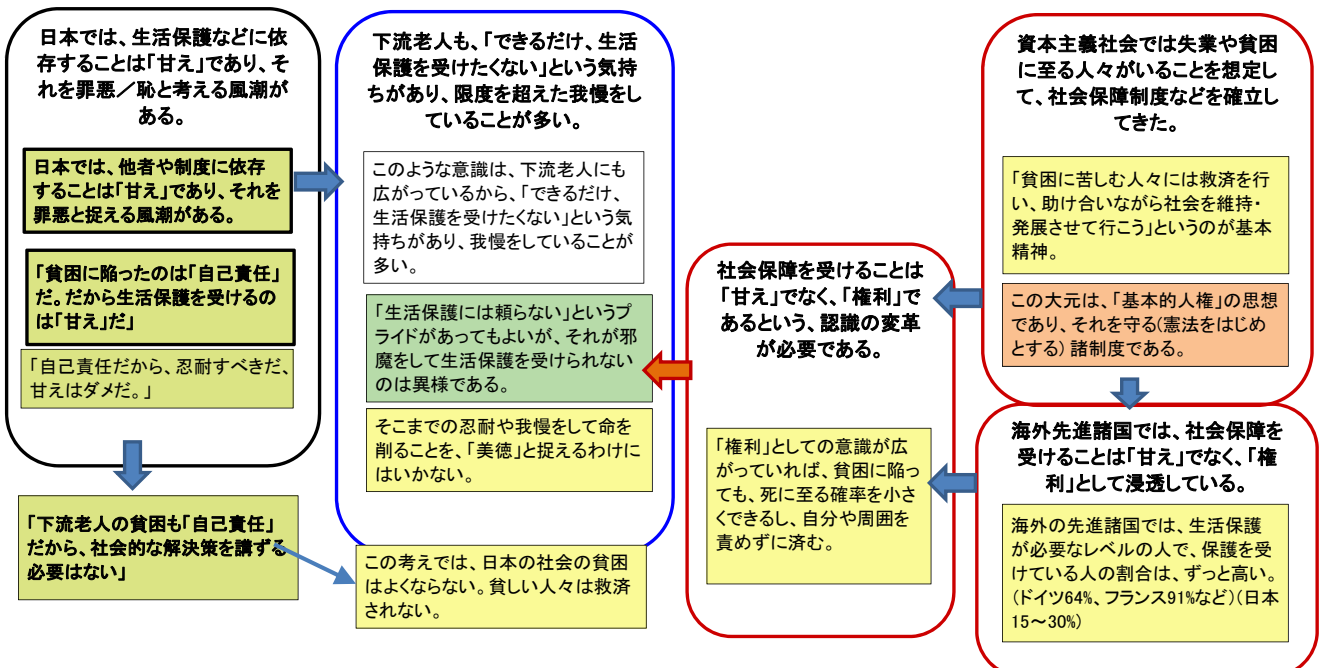 日本では、生活保護などに依
存することは「甘え」であり、そ
れを罪悪／恥と考える風潮が
ある。
日本では、他者や制度に依存
することは「甘え」であり、それを
罪悪と捉える風潮がある。
「貧困に陥ったのは「自己責任」
だ。だから生活保護を受けるの
は「甘え」だ」
「自己責任だから、忍耐すべきだ、
甘えはダメだ。」
「下流老人の貧困も「自己責任」
だから、社会的な解決策を講ずる
必要はない」
下流老人も、「できるだけ、生活
保護を受けたくない」という気持
ちがあり、限度を超えた我慢をし
ていることが多い。
このような意識は、下流老人にも
広がっているから、「できるだけ、
生活保護を受けたくない」という気
持ちがあり、我慢をしていることが
多い。
「生活保護には頼らない」というプ
ライドがあってもよいが、それが邪
魔をして生活保護を受けられない
のは異様である。
そこまでの忍耐や我慢をして命を
削ることを、「美徳」と捉えるわけに
はいかない。
この考えでは、日本の社会の貧困
はよくならない。貧しい人々は救済
されない。
社会保障を受けることは
「甘え」でなく、「権利」で
あるという、認識の変革
が必要である。
「権利」としての意識が広
がっていれば、貧困に陥っ
ても、死に至る確率を小さ
くできるし、自分や周囲を
責めずに済む。
資本主義社会では失業や貧困
に至る人々がいることを想定し
て、社会保障制度などを確立し
てきた。
「貧困に苦しむ人々には救済を行
い、助け合いながら社会を維持・
発展させて行こう」というのが基本
精神。
この大元は、「基本的人権」の思想
であり、それを守る(憲法をはじめ
とする) 諸制度である。
海外先進諸国では、社会保障を
受けることは「甘え」でなく、「権
利」として浸透している。
海外の先進諸国では、生活保護
が必要なレベルの人で、保護を受
けている人の割合は、ずっと高い。
(ドイツ64%、フランス91%など)(日本
15～30%)